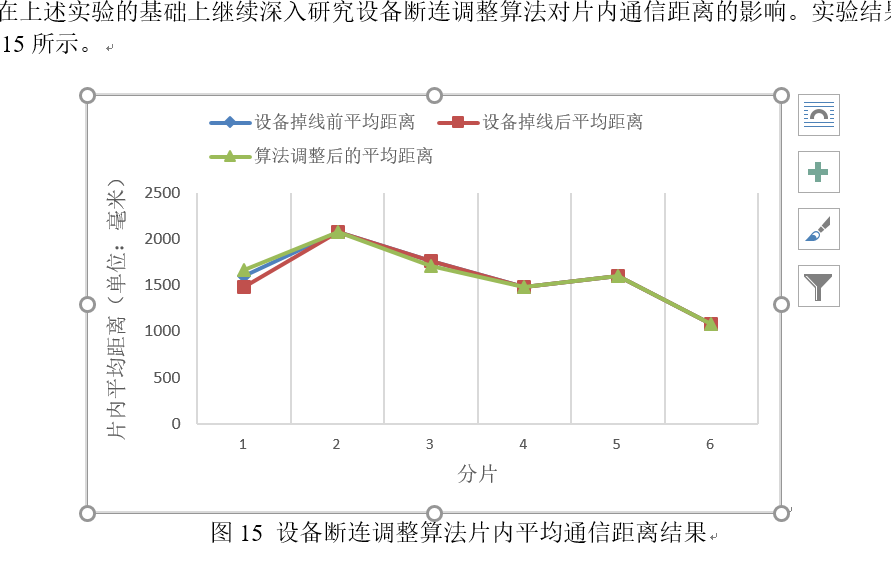 在上述实验的基础上继续深入研究设备断连调整算法对片内通信距离的影响。实验结果
15 所示。
设备掉线前平均距离 设备掉线后平均距离
算法调整后的平均距离
片内平均距离（单位：毫米）
2500
2000
1500
1000
500
0
1 2 3 4 5 6
分片
图 15 设备断连调整算法片内平均通信距离结果